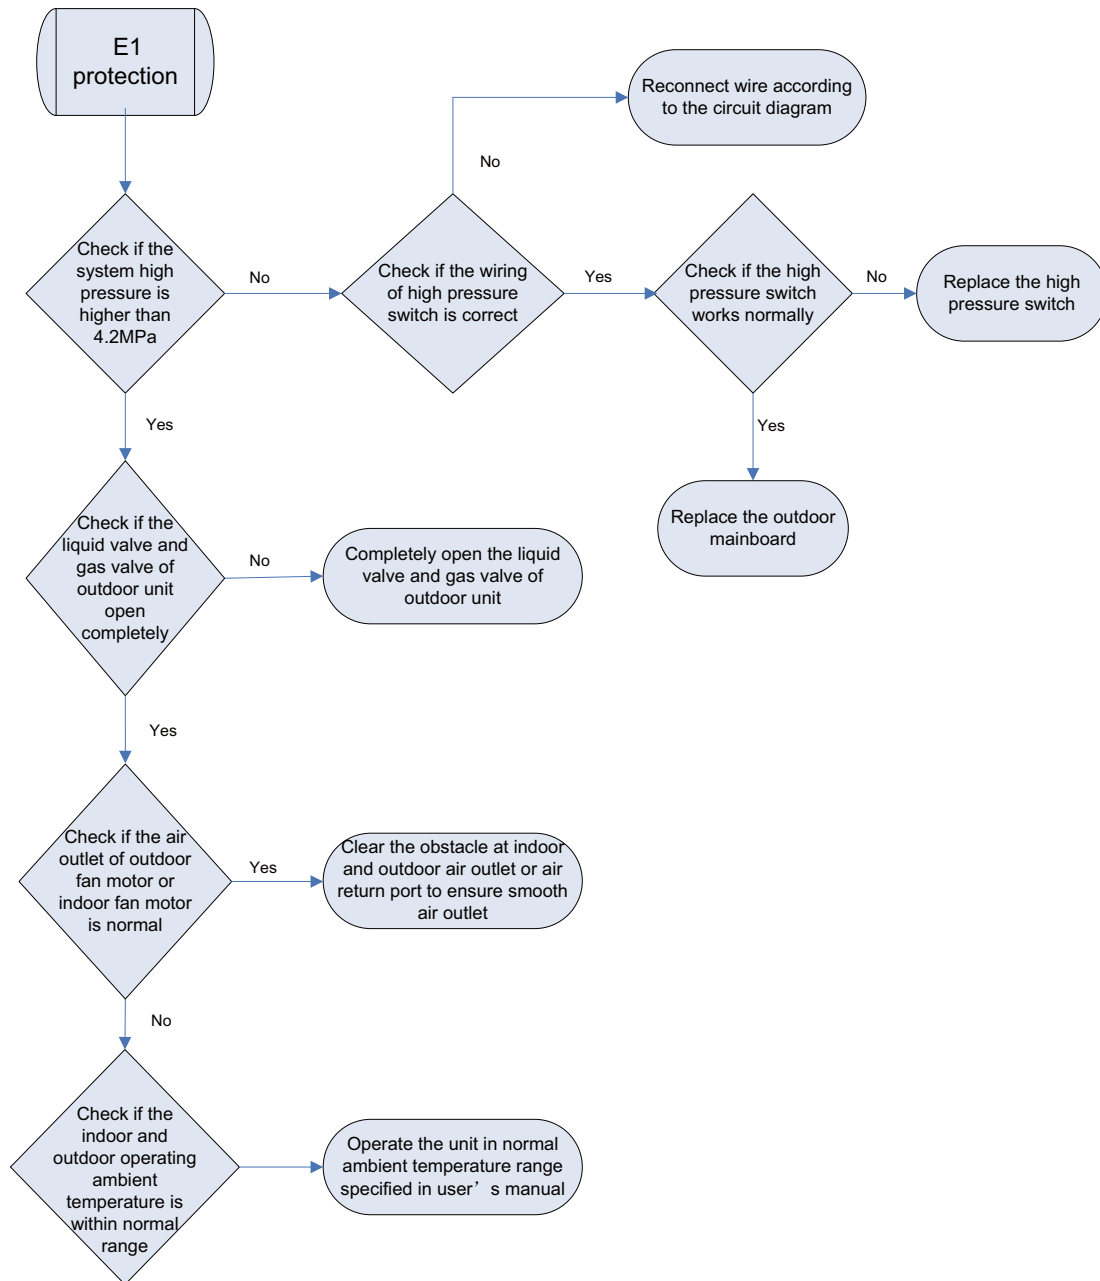 E1
protection
Reconnect wire according
to the circuit diagram
No
Check if the
system high
pressure is
higher than
4.2MPa
No
Check if the wiring
of high pressure
switch is correct
Yes
Check if the high
pressure switch
works normally
No
Replace the high
pressure switch
Yes
Yes
Replace the outdoor
mainboard
Check if the
liquid valve and
gas valve of
outdoor unit
open
completely
No
Completely open the liquid
valve and gas valve of
outdoor unit
Yes
Check if the air
outlet of outdoor
fan motor or
indoor fan motor
is normal
Yes
Clear the obstacle at indoor
and outdoor air outlet or air
return port to ensure smooth
air outlet
No
Check if the
indoor and
outdoor operating
ambient
temperature is
within normal
range
Operate the unit in normal
ambient temperature range
specified in user’s manual